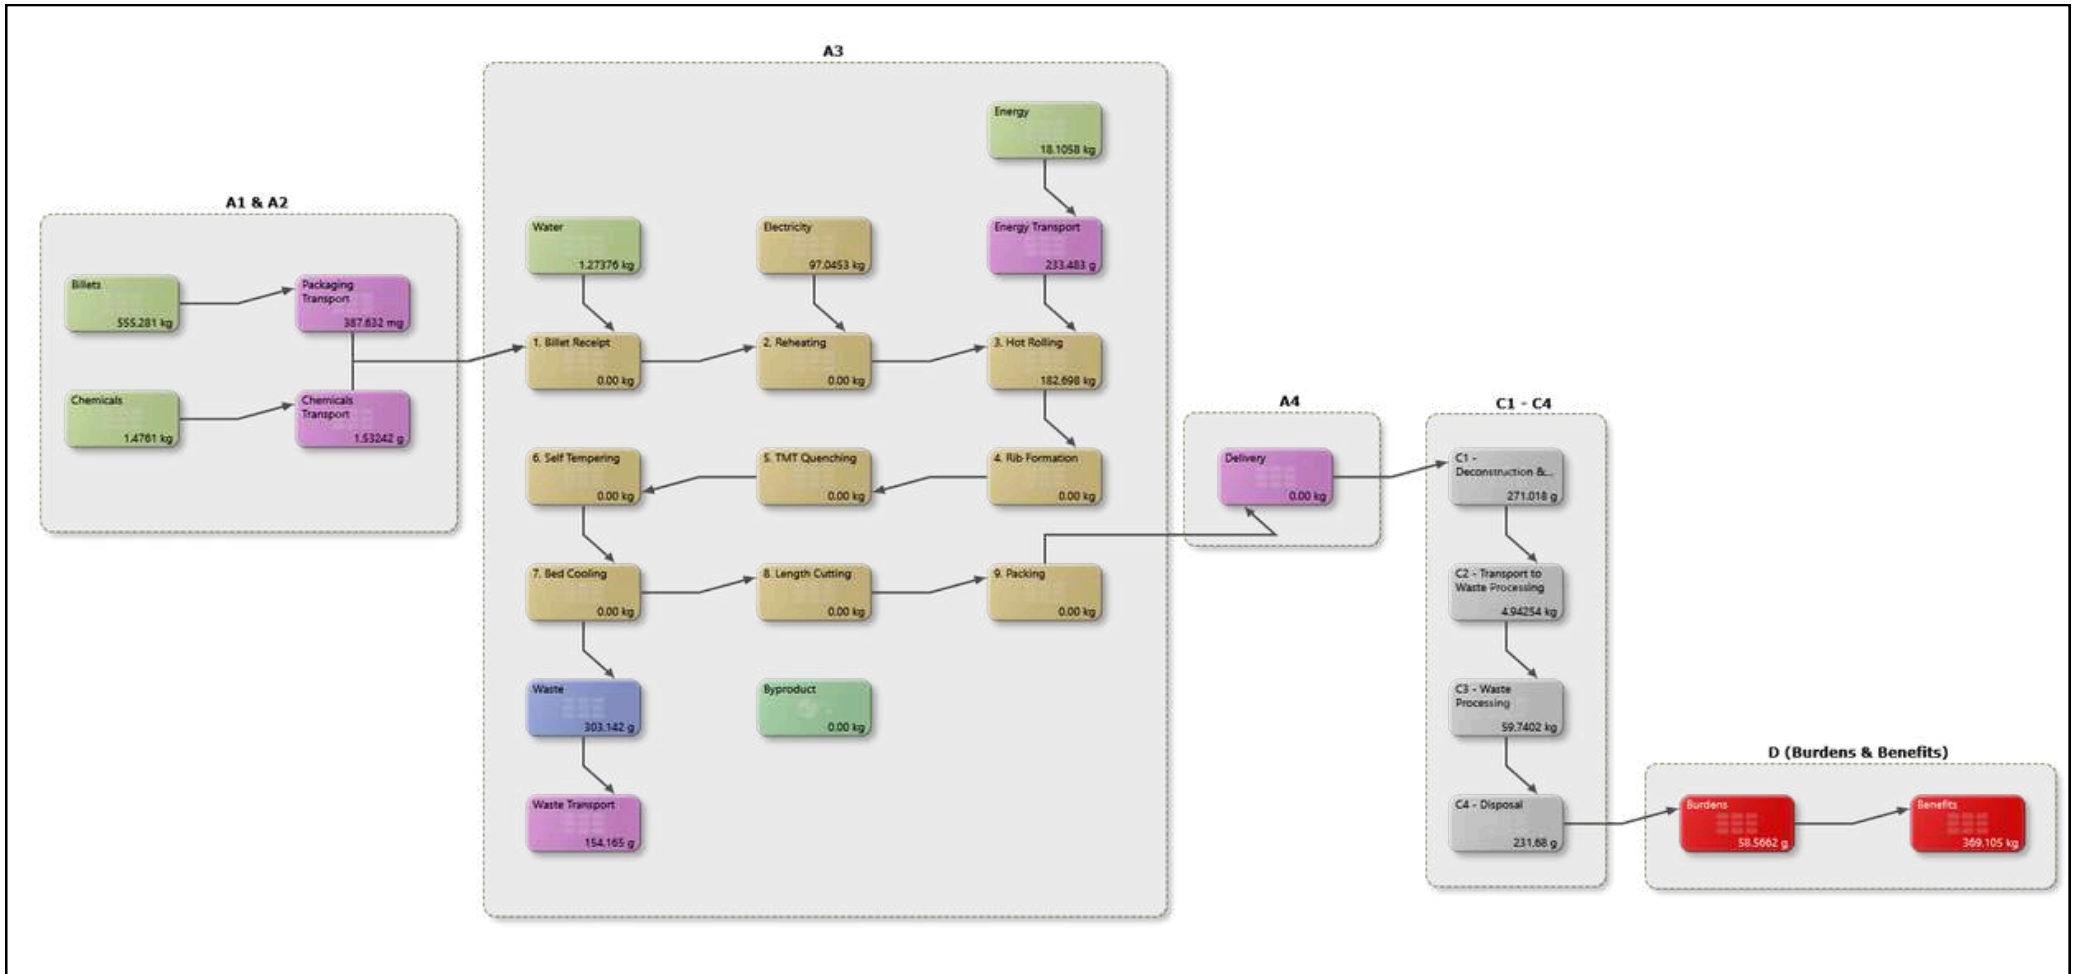 A3
Energy
18.1058 kg
A1 & A2
Water
1.27376 kg
Electricity
97.0453 kg
Energy Transport
233.483 g
Billets
555.281 kg
Packaging
Transport
387.632 mg
1. Billet Receipt
0.00 kg
2. Reheating
0.00 kg
3. Hot Rolling
182.698 kg
Chemicals
1.4761 kg
Chemicals
Transport
1.53242 g
A4
C1 - C4
6. Self Tempering
0.00 kg
5. TMT Quenching
0.00 kg
4. Rib Formation
0.00 kg
Delivery
0.00 kg
C1 -
Deconstruction &...
271.018 g
7. Bed Cooling
0.00 kg
8. Length Cutting
0.00 kg
9. Packing
0.00 kg
C2 - Transport to
Waste Processing
4.94254 kg
Waste
303.142 g
Byproduct
0.00 kg
C3 - Waste
Processing
59.7402 kg
D (Burdens & Benefits)
Waste Transport
154.165 g
C4 - Disposal
231.68 g
Burdens
58.5662 g
Benefits
369.105 kg